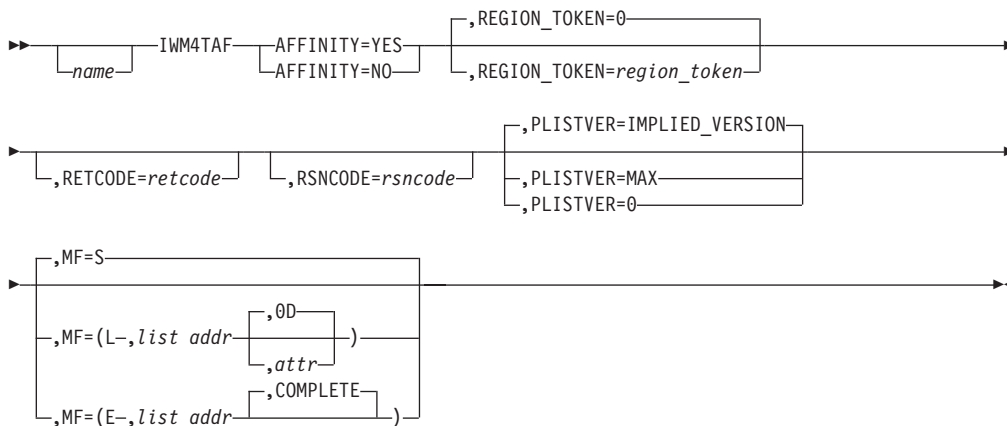 ,REGION_TOKEN=0
name IWM4TAF AFFINITY=YES
AFFINITY=NO ,REGION_TOKEN=region_token
,PLISTVER=IMPLIED_VERSION
,RETCODE=retcode ,RSNCODE=rsncode ,PLISTVER=MAX
,PLISTVER=0
,MF=S
,0D
,MF=(L ,list addr )
,attr
,COMPLETE
,MF=(E ,list addr )